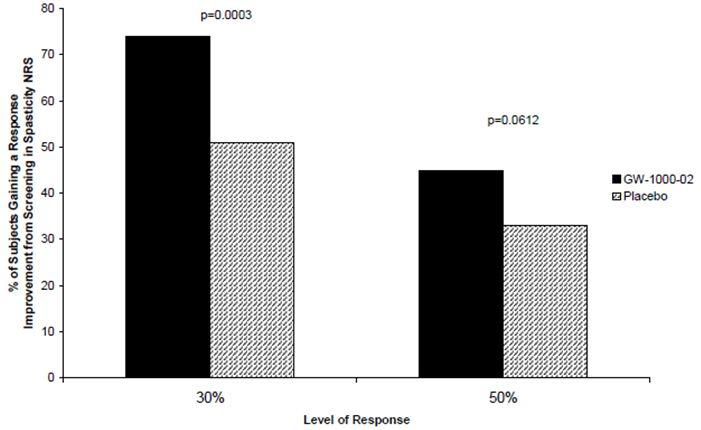 % of Subjects Gaining a Response
Improvement from Screening in Spasticity NRS
80
70
60
50
40
30
20
10
0
p=0.0003
p=0.0612
GW-1000-02
Placebo
30%
50%
Level of Response